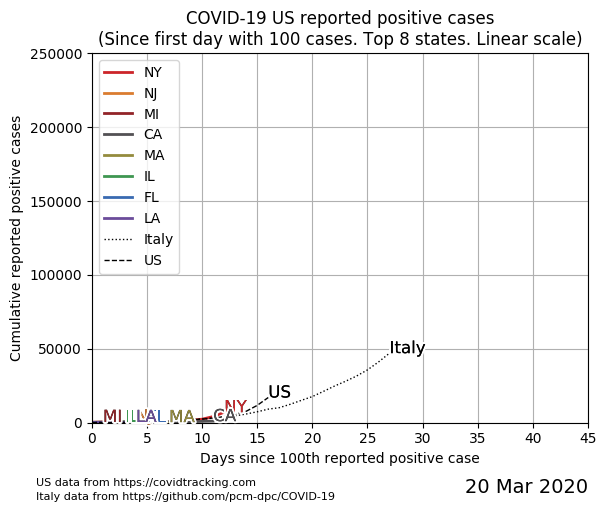 COVID-19 US reported positive cases
(Since first day with 100 cases. Top 8 states. Linear scale)
250000
200000
150000
100000
50000
0
Cumulative reported positive cases
NY
NJ
MI
CA
MA
IL
FL
LA
Italy
US
Italy
US
NY
CA
MA
MI
LA
0 5 10 15 20 25 30 35 40 45
Days since 100th reported positive case
US data from https://covidtracking.com
Italy data from https://github.com/pcm-dpc/COVID-19
20 Mar 2020